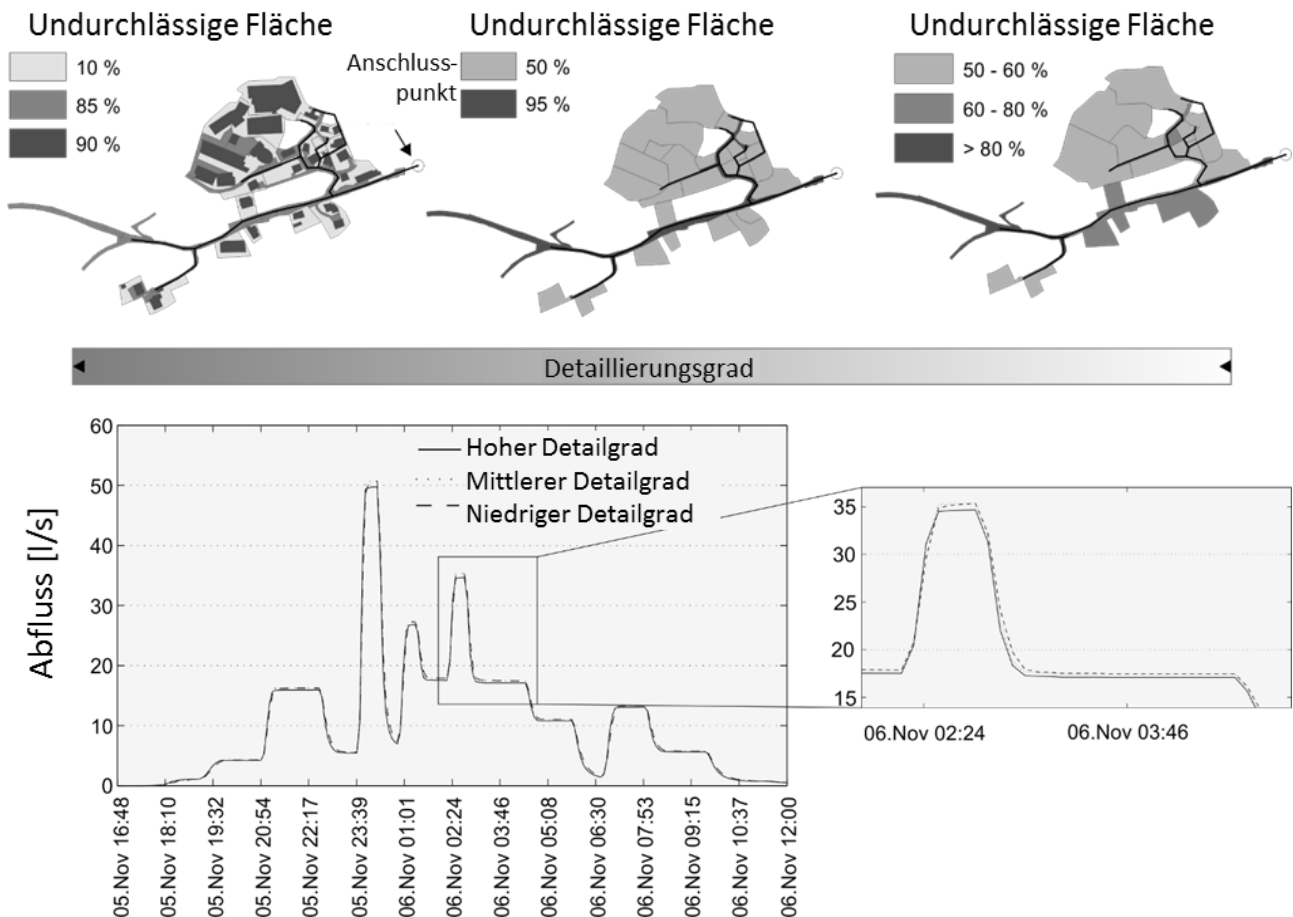 Undurchlässige Fläche
10 %
85 %
90 %
Anschluss-
punkt
Undurchlässige Fläche
50 %
95 %
Undurchlässige Fläche
50 - 60 %
60 - 80 %
> 80 %
Detaillierungsgrad
Abfluss [l/s]
60
50
40
30
20
10
0
Hoher Detailgrad
Mittlerer Detailgrad
Niedriger Detailgrad
05.Nov 16:48
05.Nov 18:10
05.Nov 19:32
05.Nov 20:54
05.Nov 22:17
05.Nov 23:39
06.Nov 01:01
06.Nov 02:24
06.Nov 03:46
06.Nov 05:08
06.Nov 06:30
06.Nov 07:53
06.Nov 09:15
06.Nov 10:37
06.Nov 12:00
35
30
25
20
15
06.Nov 02:24
06.Nov 03:46